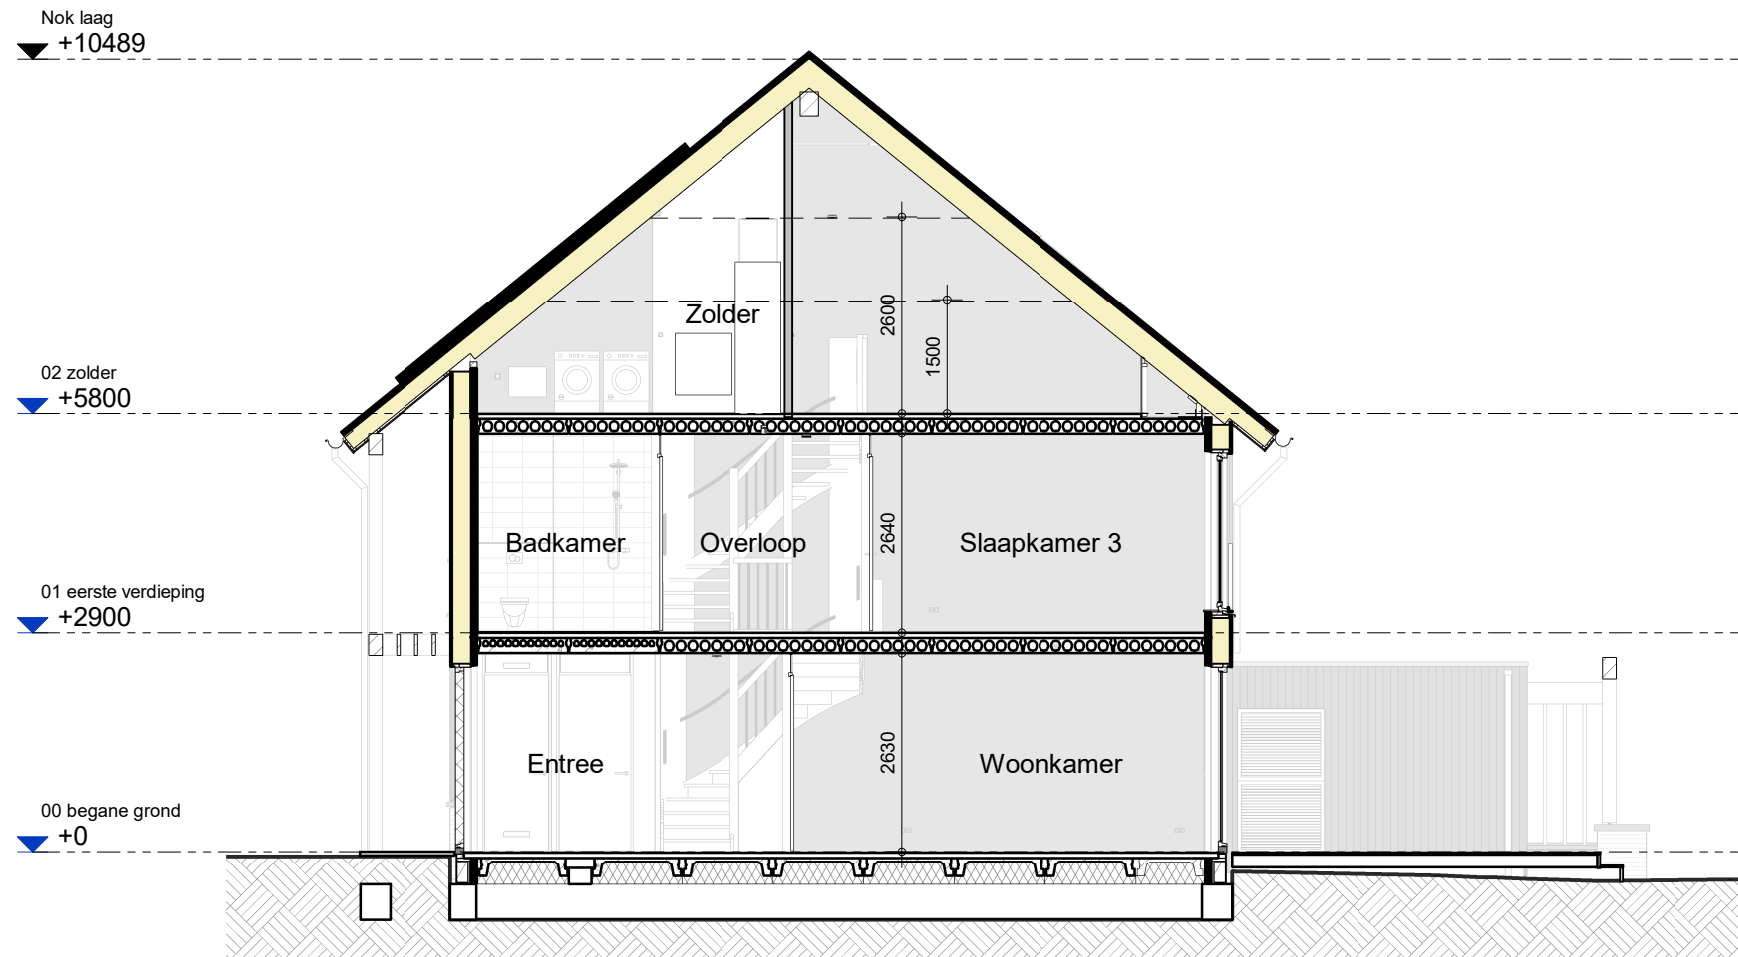 Nok laag
+10489
2600
Zolder
1500
02 zolder
+5800
2640
Badkamer
Overloop
Slaapkamer 3
01 eerste verdieping
+2900
2630
Entree
Woonkamer
00 begane grond
+0